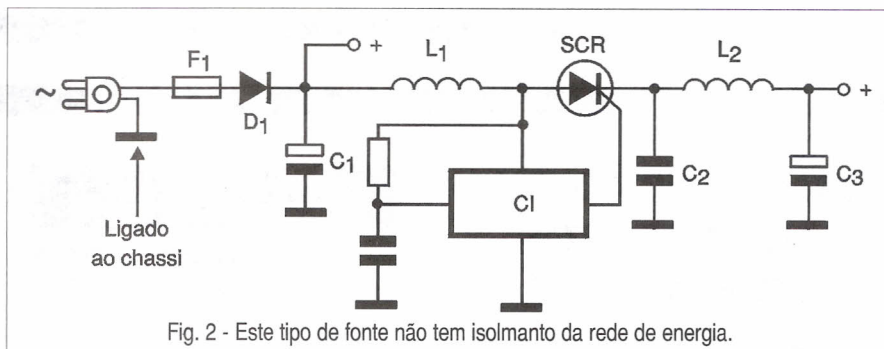 F1
D1
+
C1
L1
SCR
L2
+
C2
C3
CI
~
Ligado
ao chassi
Fig. 2 - Este tipo de fonte não tem isolmanto da rede de energia.